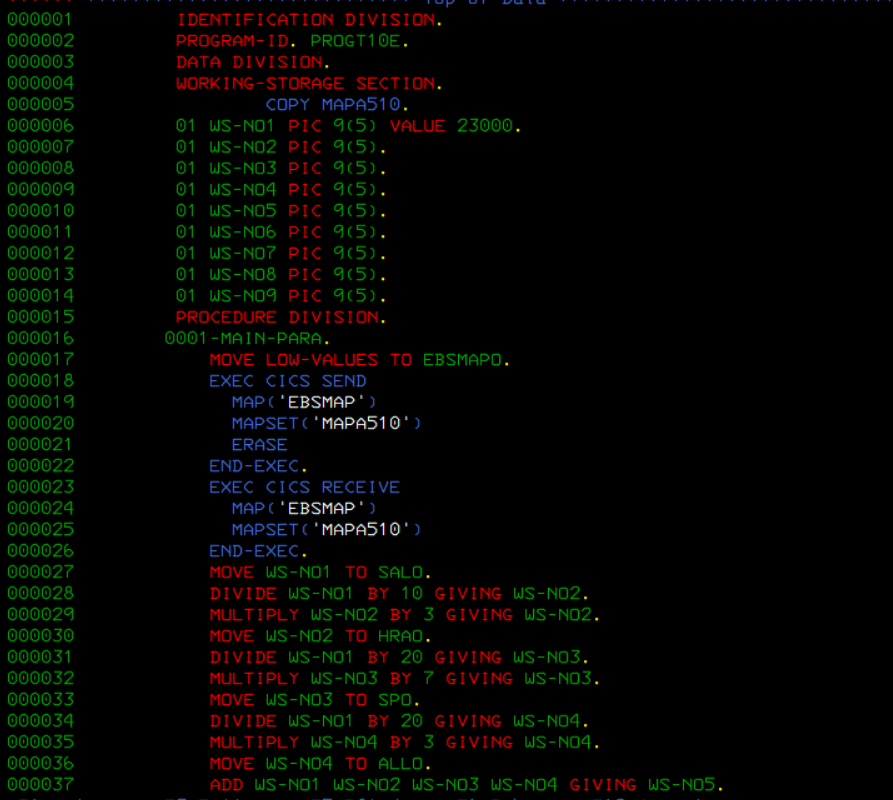 Top of Data
000001 IDENTIFICATION DIVISION.
000002 PROGRAM-ID. PROGT10E.
000003 DATA DIVISION.
000004 WORKING-STORAGE SECTION.
000005 COPY MAPA510.
000006 01 WS-NO1 PIC 9(5) VALUE 23000.
000007 01 WS-NO2 PIC 9(5).
000008 01 WS-NO3 PIC 9(5).
000009 01 WS-NO4 PIC 9(5).
000010 01 WS-NO5 PIC 9(5).
000011 01 WS-NO6 PIC 9(5).
000012 01 WS-NO7 PIC 9(5).
000013 01 WS-NO8 PIC 9(5).
000014 01 WS-NO9 PIC 9(5).
000015 PROCEDURE DIVISION.
000016 0001-MAIN-PARA.
000017 MOVE LOW-VALUES TO EBSMAPO.
000018 EXEC CICS SEND
000019 MAP('EBSMAP')
000020 MAPSET('MAPA510')
000021 ERASE
000022 END-EXEC.
000023 EXEC CICS RECEIVE
000024 MAP('EBSMAP')
000025 MAPSET('MAPA510')
000026 END-EXEC.
000027 MOVE WS-NO1 TO SALO.
000028 DIVIDE WS-NO1 BY 10 GIVING WS-NO2.
000029 MULTIPLY WS-NO2 BY 3 GIVING WS-NO2.
000030 MOVE WS-NO2 TO HRAO.
000031 DIVIDE WS-NO1 BY 20 GIVING WS-NO3.
000032 MULTIPLY WS-NO3 BY 7 GIVING WS-NO3.
000033 MOVE WS-NO3 TO SPO.
000034 DIVIDE WS-NO1 BY 20 GIVING WS-NO4.
000035 MULTIPLY WS-NO4 BY 3 GIVING WS-NO4.
000036 MOVE WS-NO4 TO ALLO.
000037 ADD WS-NO1 WS-NO2 WS-NO3 WS-NO4 GIVING WS-NO5.